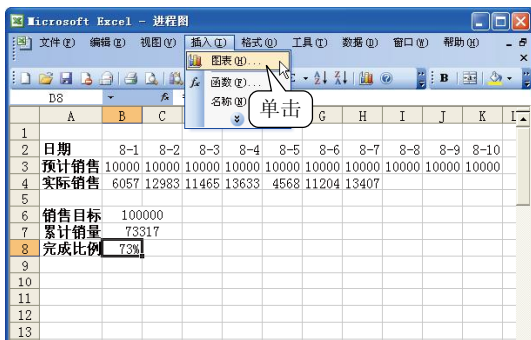 Microsoft Excel - 进程图
文件(F) 编辑(E) 视图(V) 插入(I) 格式(O) 工具(T) 数据(D) 窗口(W) 帮助(H)
图表(H)...
函数(F)...
名称(N)
单击
D8 fx
A B C G H I J K L
1
2 日期 8-1 8-2 8-3 8-4 8-5 8-6 8-7 8-8 8-9 8-10
3 预计销售 10000 10000 10000 10000 10000 10000 10000 10000 10000 10000
4 实际销售 6057 12983 11465 13633 4568 11204 13407
5
6 销售目标 100000
7 累计销量 73317
8 完成比例 73%
9
10
11
12
13